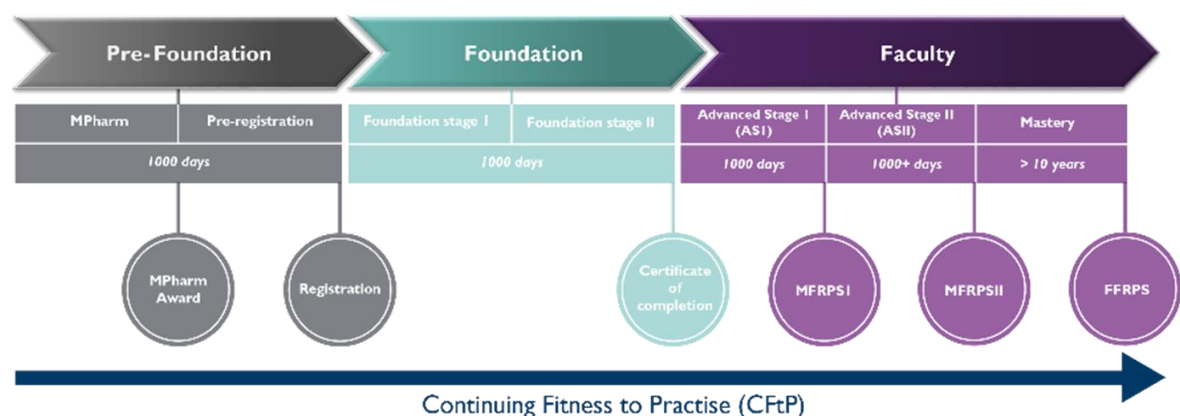 Pre-Foundation
Foundation
Faculty
MPharm
Pre-registration
Foundation stage I
Foundation stage II
Advanced Stage I
(ASI)
Advanced Stage II
(ASII)
Mastery
1000 days
1000 days
1000 days
1000+ days
> 10 years
MPharm
Award
Registration
Certificate
of
completion
MFRPSI
MFRPSII
FFRPS
Continuing Fitness to Practise (CFtP)